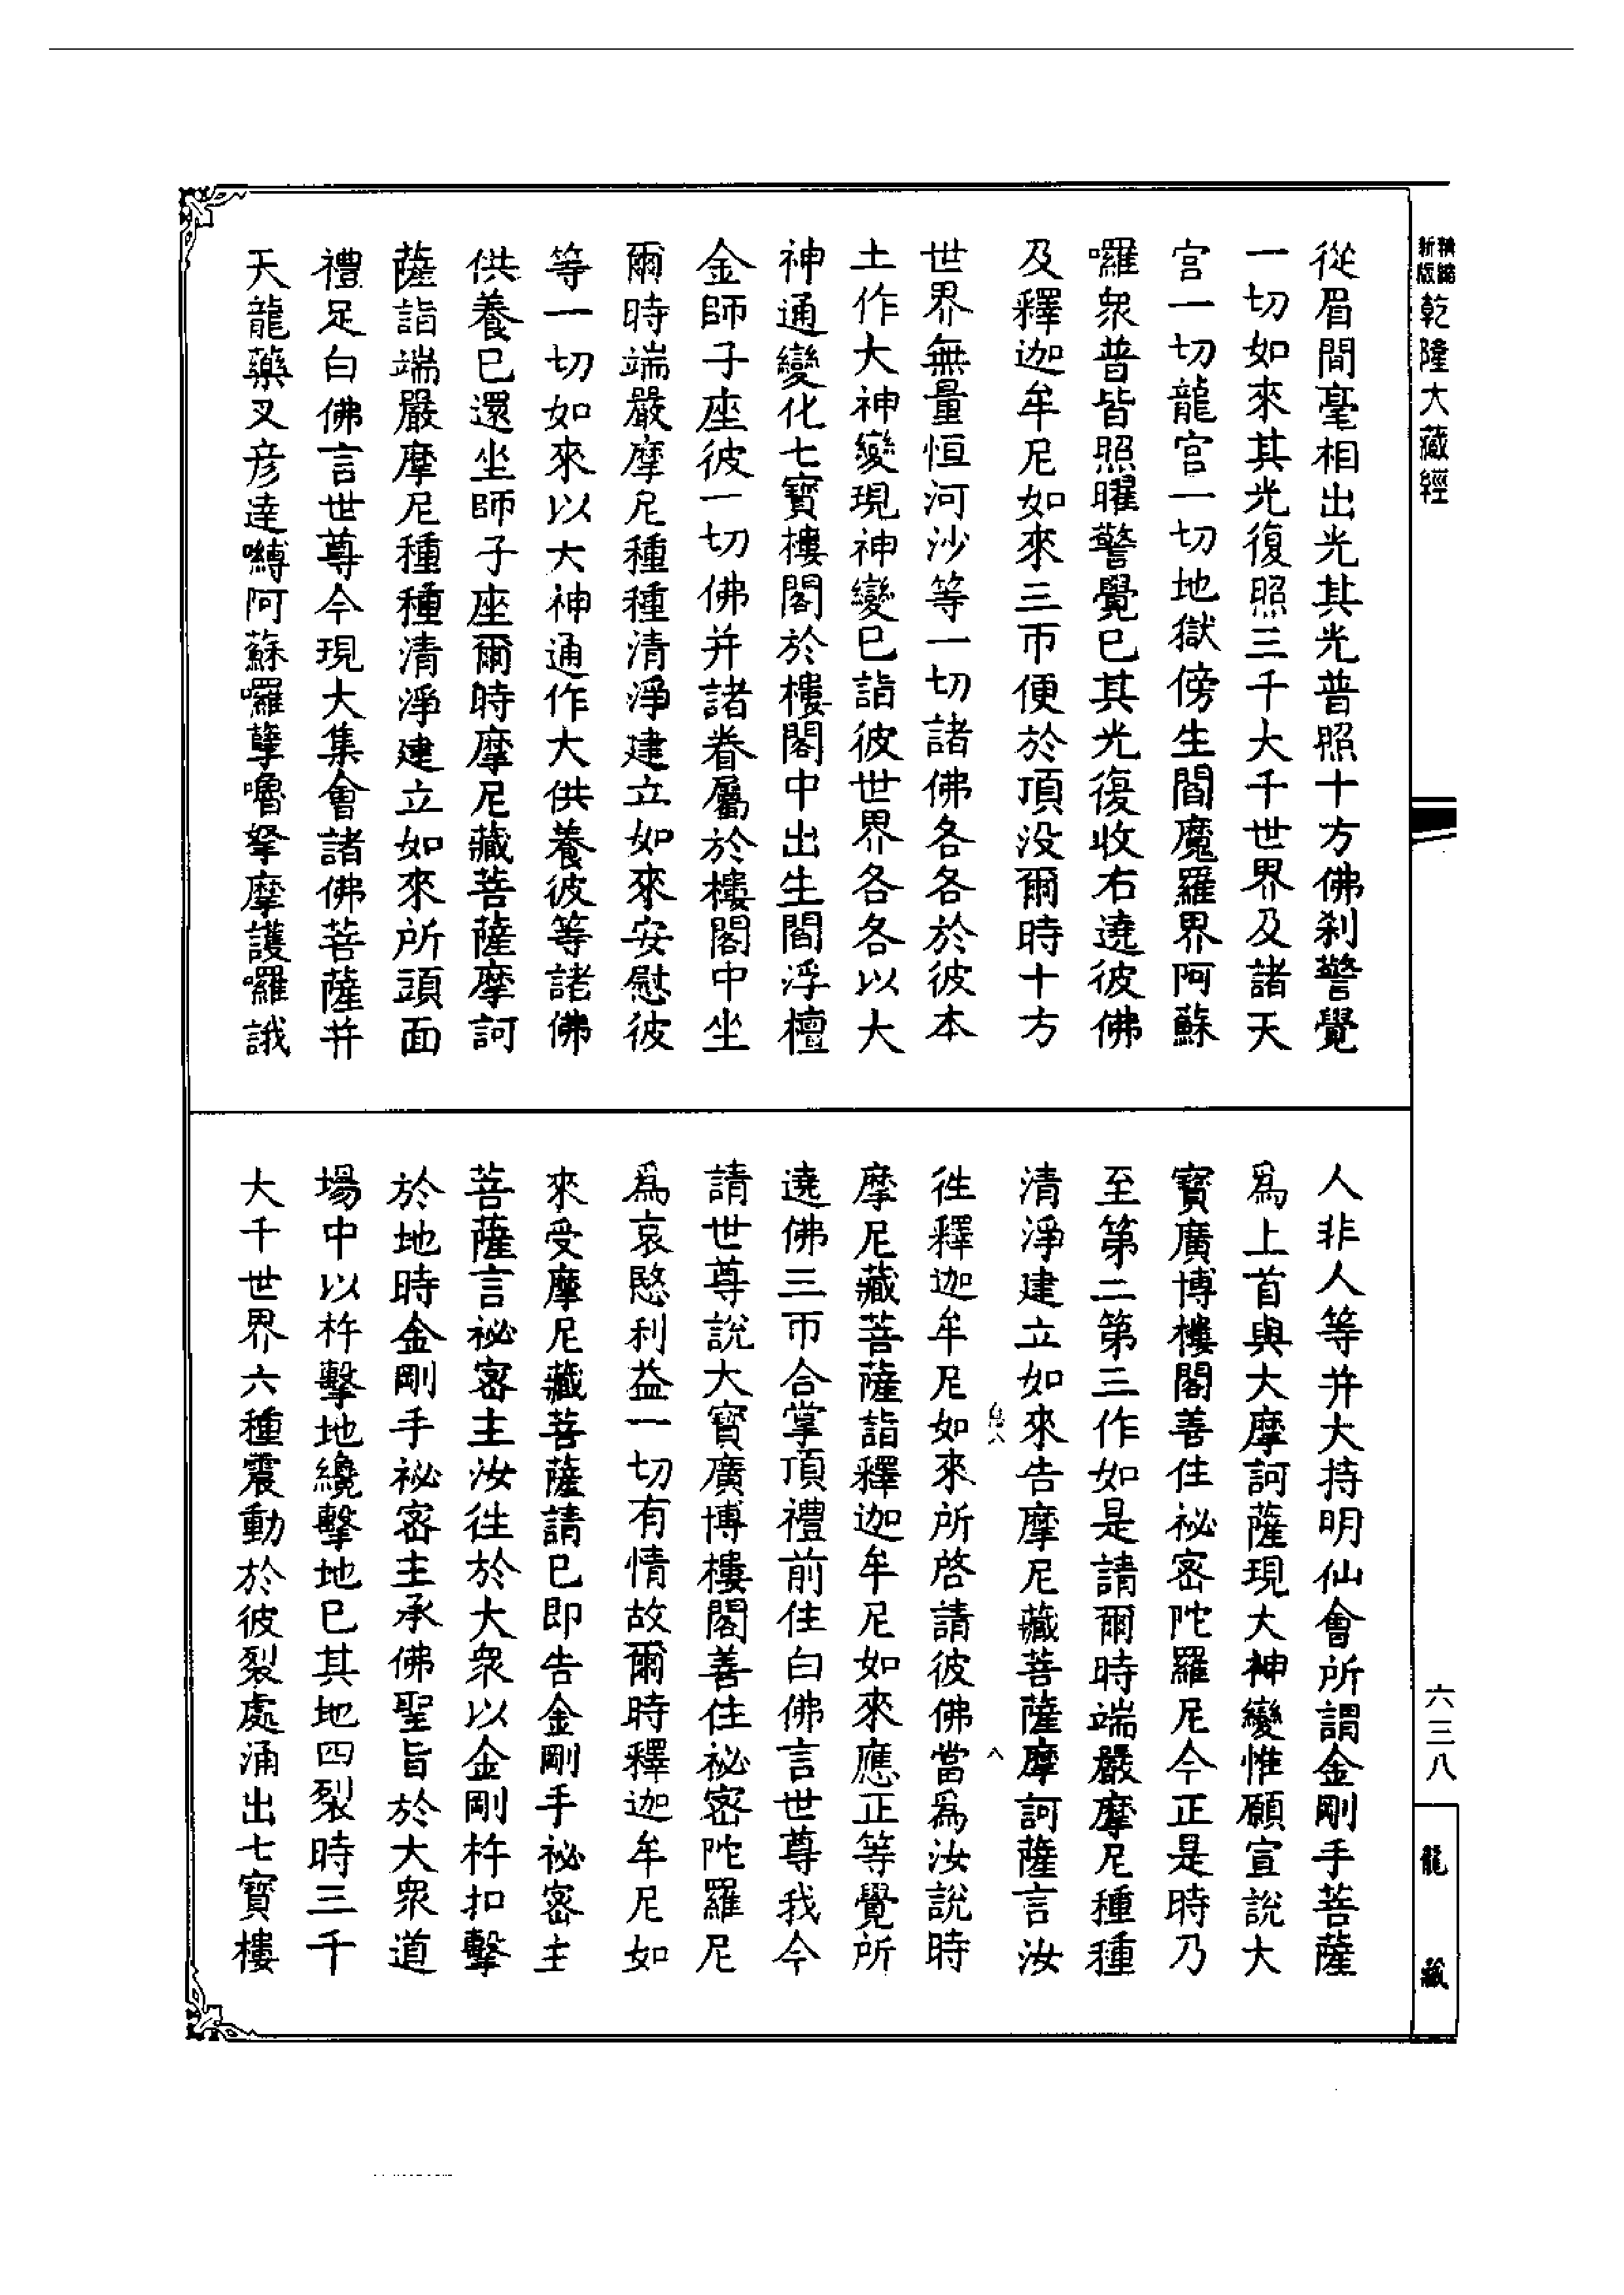 新版精縮乾隆大藏經
從眉間毫相出光其光普照十方佛剎警覺
一切如來其光復照三千大千世界及諸天
宮一切龍宮一切地獄傍生閻魔羅界阿蘇
囉衆普皆照曜警覺已其光復收右遶彼佛
及釋迦牟尼如來三帀便於頂没爾時十方
世界無量恒河沙等一切諸佛各各於彼本
土作大神變現神變已詣彼世界各各以大
神通變化七寳樓閣於樓閣中出生閻浮檀
金師子座彼一切佛并諸眷屬於樓閣中坐
爾時端嚴摩尼種種清淨建立如來安慰彼
等一切如來以大神通作大供養彼等諸佛
供養已還坐師子座爾時摩尼藏菩薩摩訶
薩詣端嚴摩尼種種清淨建立如來所頭面
禮足白佛言世尊今現大集會諸佛菩薩并
天龍藥叉彥達嚩阿蘇囉孽嚕拏摩護囉誐
人非人等并大持明仙會所謂金剛手菩薩
爲上首與大摩訶薩現大神變惟願宣說大
寳廣博樓閣善住祕密陀羅尼今正是時乃
至第二第三作如是請爾時端嚴摩尼種種
清淨建立如來告摩尼藏菩薩摩訶薩言汝
往釋迦牟尼如來所啓請彼佛當爲汝說時
摩尼藏菩薩詣釋迦牟尼如來應正等覺所
遶佛三帀合掌頂禮前住白佛言世尊我今
請世尊說大寳廣博樓閣善住祕密陀羅尼
爲哀愍利益一切有情故爾時釋迦牟尼如
來受摩尼藏菩薩請已即告金剛手祕密主
菩薩言祕密主汝往於大衆以金剛杵扣擊
於地時金剛手祕密主承佛聖旨於大衆道
場中以杵擊地纔擊地已其地四裂時三千
大千世界六種震動於彼裂處涌出七寳樓
六三八
龍藏